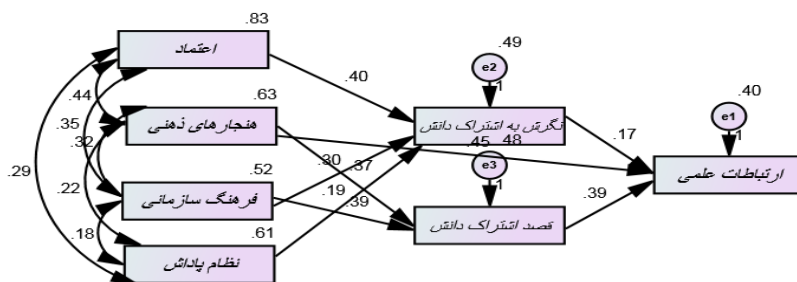 .83
اعتماد
.49
e2
1
.40
.44
.63
هنجارهای ذهنی
نگرش به اشتراک دانش
.40
e1
1
.35
.32
.45
.48
.17
ارتباطات علمی
.29
.52
.30
.37
e3
1
فرهنگ سازمانی
.22
.19
.39
.39
قصد اشتراک دانش
.18
.61
نظام پاداش